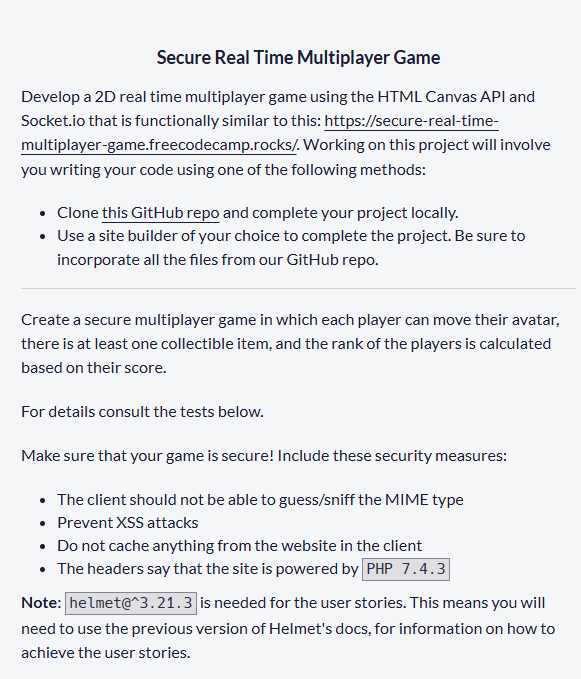 Secure Real Time Multiplayer Game
Develop a 2D real time multiplayer game using the HTML Canvas API and
Socket.io that is functionally similar to this: https://secure-real-time-
multiplayer-game.freecodecamp.rocks/. Working on this project will involve
you writing your code using one of the following methods:
• Clone this GitHub repo and complete your project locally.
• Use a site builder of your choice to complete the project. Be sure to
incorporate all the files from our GitHub repo.
Create a secure multiplayer game in which each player can move their avatar,
there is at least one collectible item, and the rank of the players is calculated
based on their score.
For details consult the tests below.
Make sure that your game is secure! Include these security measures:
• The client should not be able to guess/sniff the MIME type
• Prevent XSS attacks
• Do not cache anything from the website in the client
• The headers say that the site is powered by PHP 7.4.3
Note: helmet@^3.21.3 is needed for the user stories. This means you will
need to use the previous version of Helmet's docs, for information on how to
achieve the user stories.